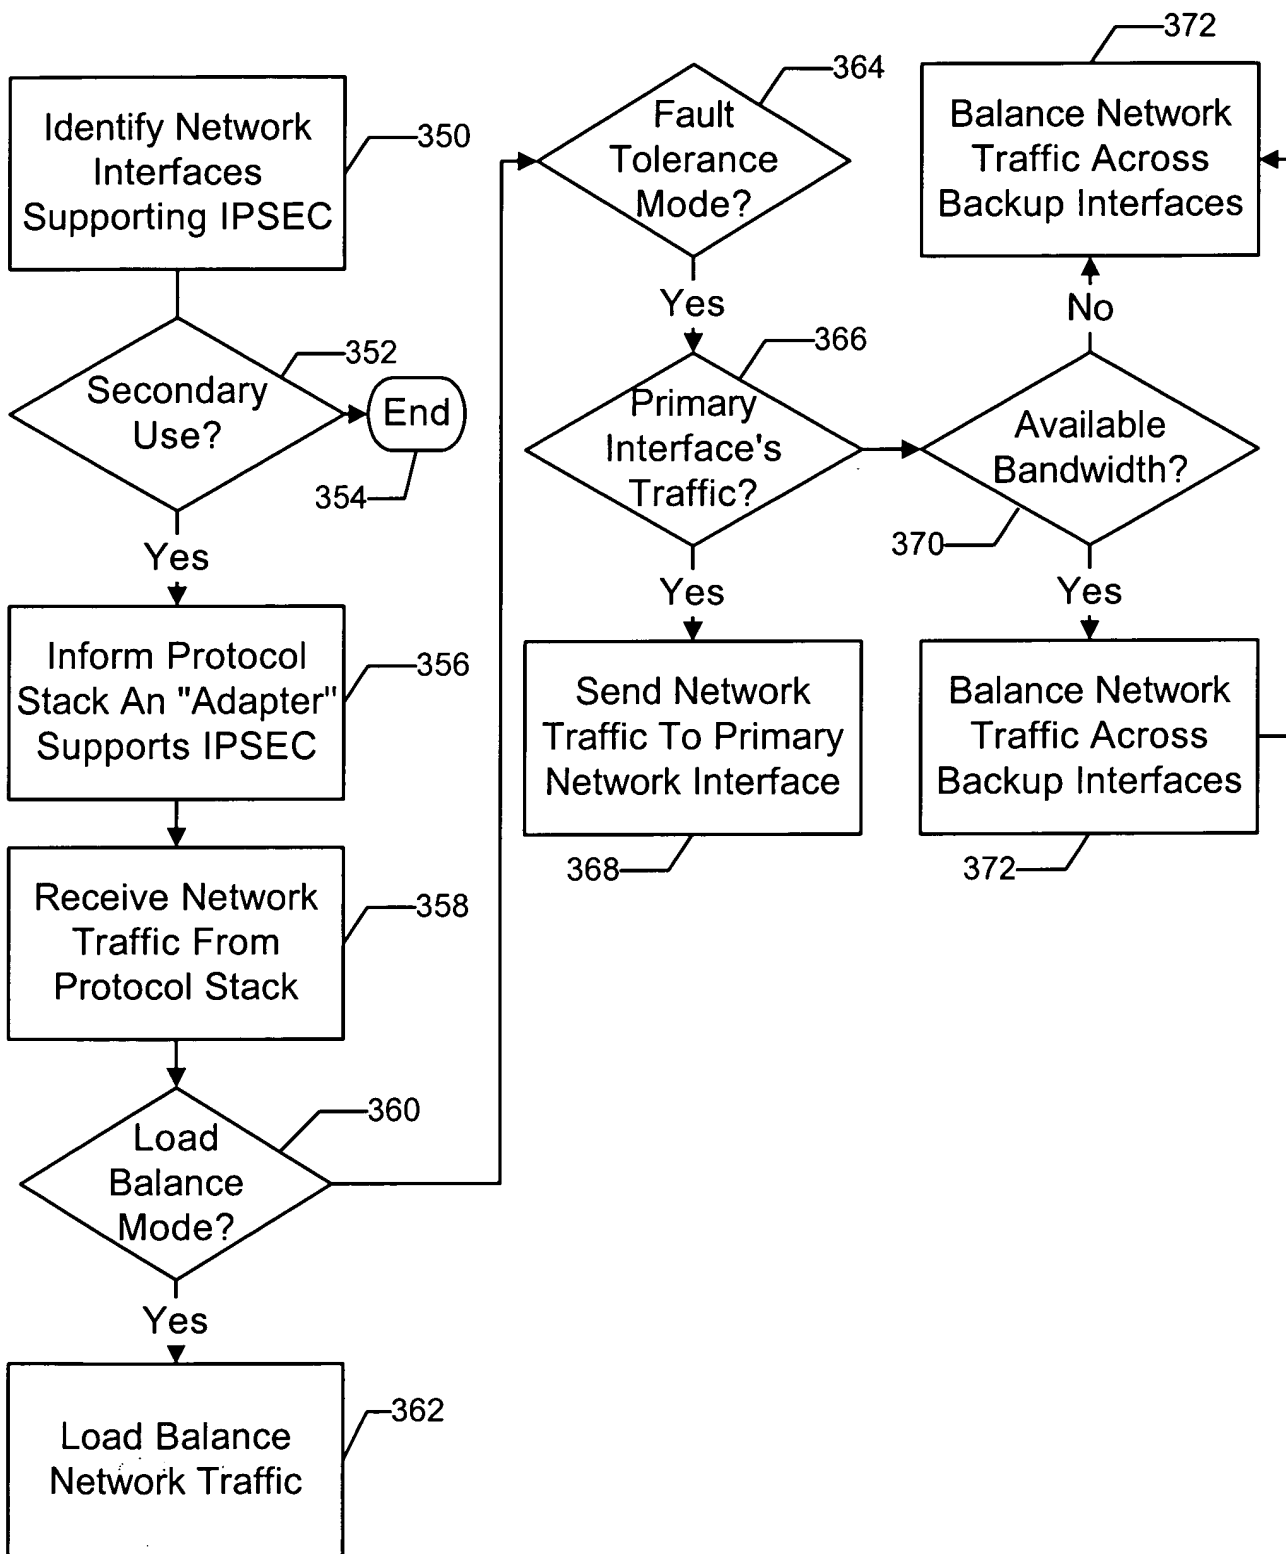 Identify Network
Interfaces
Supporting IPSEC
350
Secondary
Use?
352
End
354
Yes
Inform Protocol
Stack An "Adapter"
Supports IPSEC
356
Receive Network
Traffic From
Protocol Stack
358
Load
Balance
Mode?
360
Yes
Load Balance
Network Traffic
362
Fault
Tolerance
Mode?
364
Yes
Primary
Interface's
Traffic?
366
Yes
Send Network
Traffic To Primary
Network Interface
368
372
Balance Network
Traffic Across
Backup Interfaces
No
Available
Bandwidth?
370
Yes
Balance Network
Traffic Across
Backup Interfaces
372